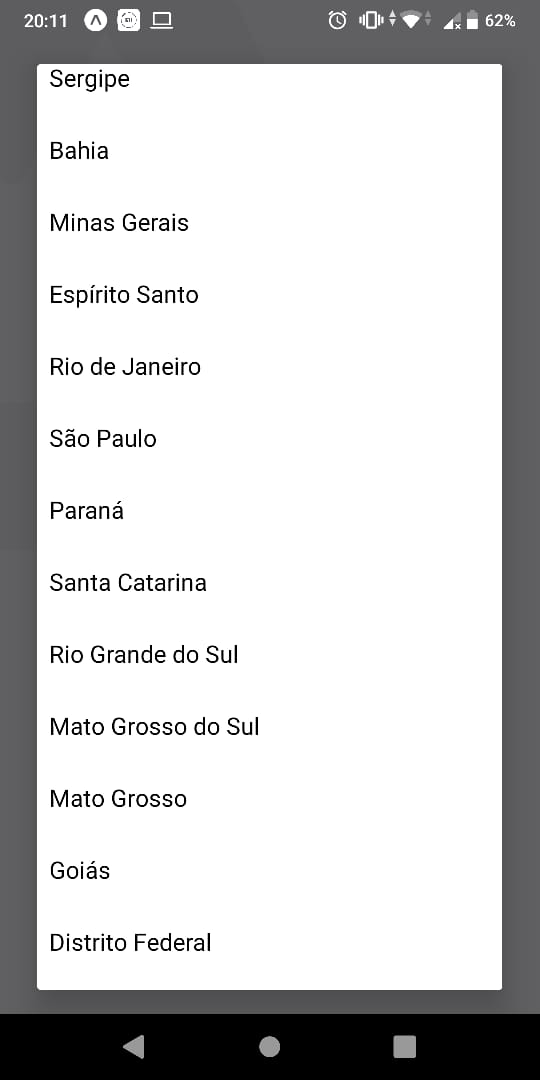 20:11
62%
Sergipe
Bahia
Minas Gerais
Espírito Santo
Rio de Janeiro
São Paulo
Paraná
Santa Catarina
Rio Grande do Sul
Mato Grosso do Sul
Mato Grosso
Goiás
Distrito Federal